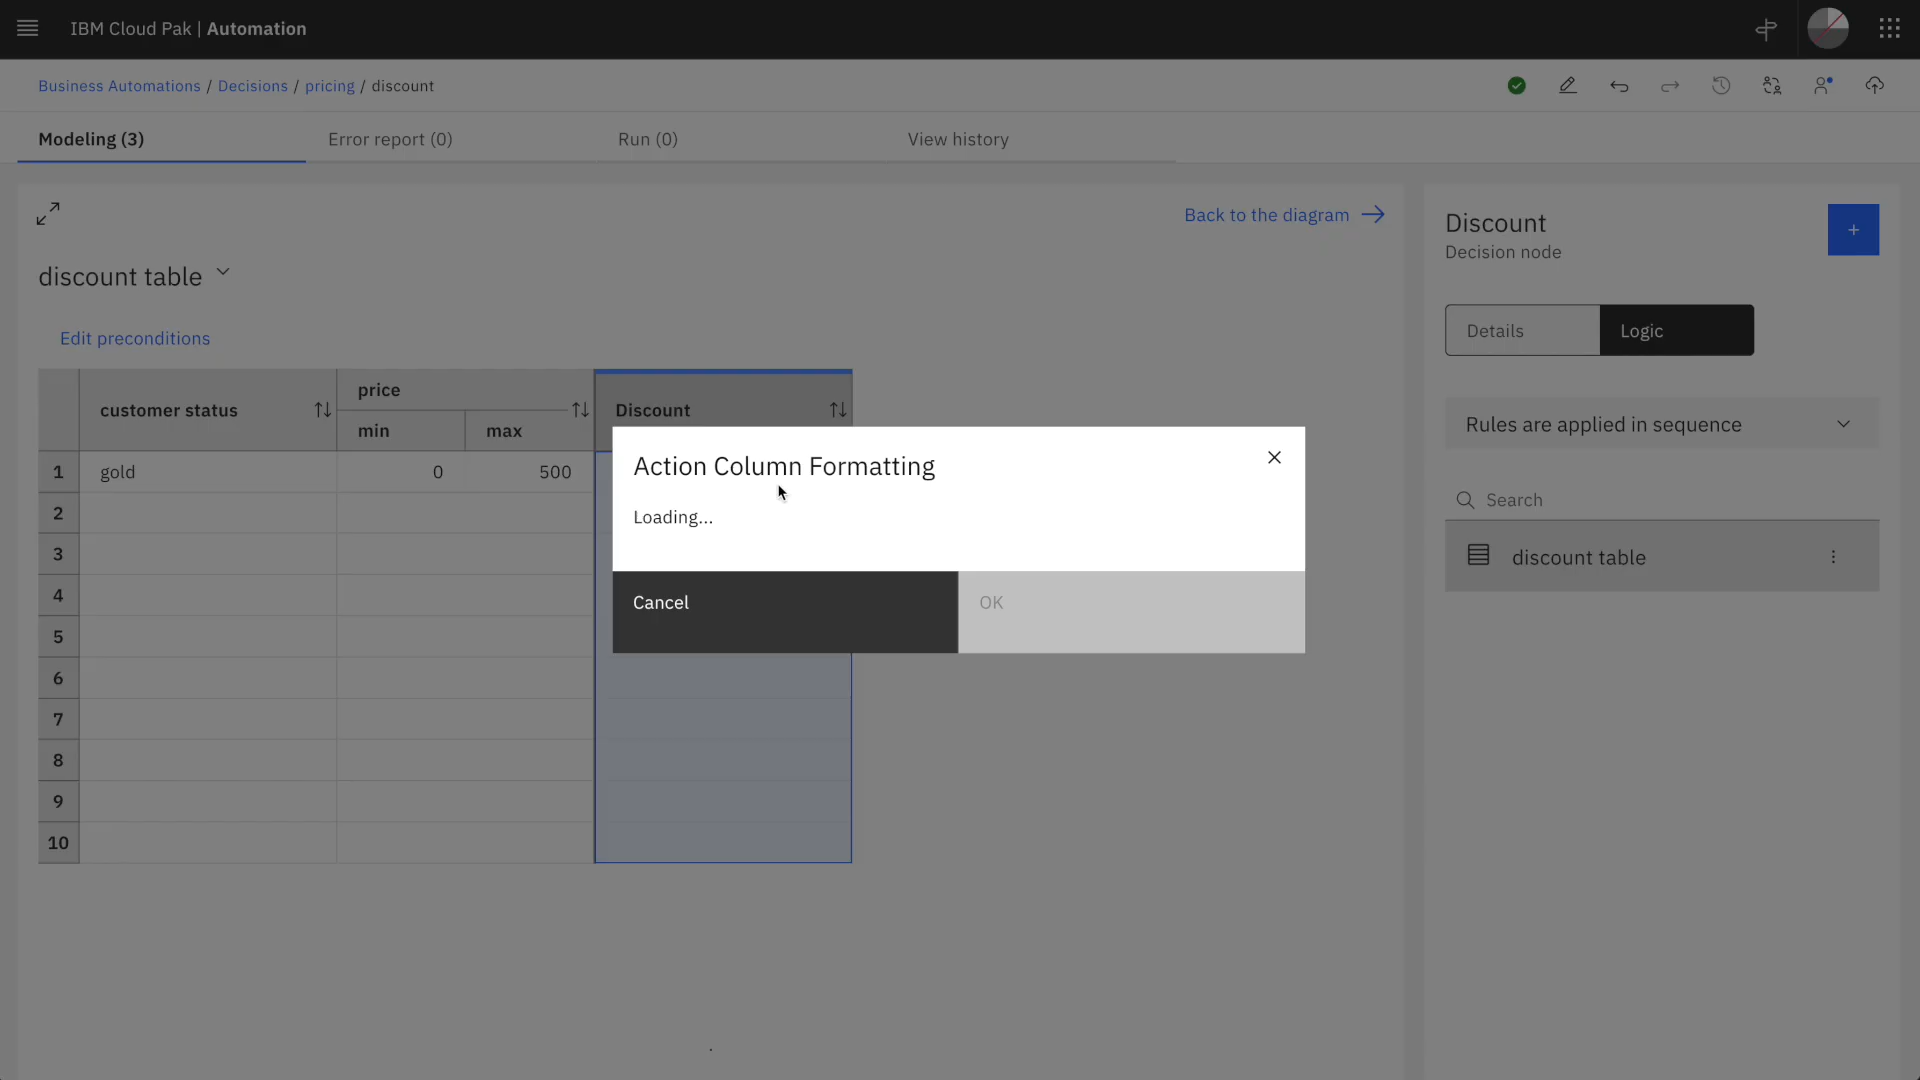 IBM Cloud Pak | Automation
Business Automations / Decisions / pricing / discount
Modeling (3)
Error report (0)
Run (0)
View history
Back to the diagram
discount table
Edit preconditions
customer status
price
min
max
Discount
1 gold 0 500
2
3
4
5
6
7
8
9
10
Action Column Formatting
Loading...
Cancel
OK
Discount
Decision node
Details
Logic
Rules are applied in sequence
Search
discount table